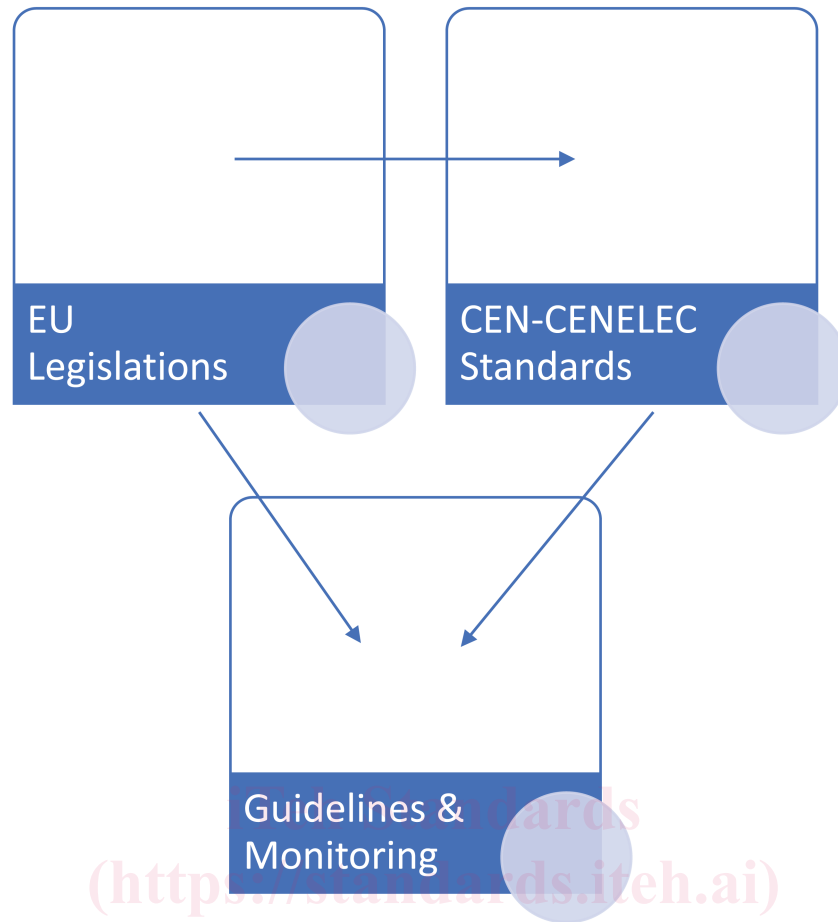 EU
Legislations
CEN-CENELEC
Standards
Guidelines &
Monitoring
iTeh Standards
(https://standards.iteh.ai)